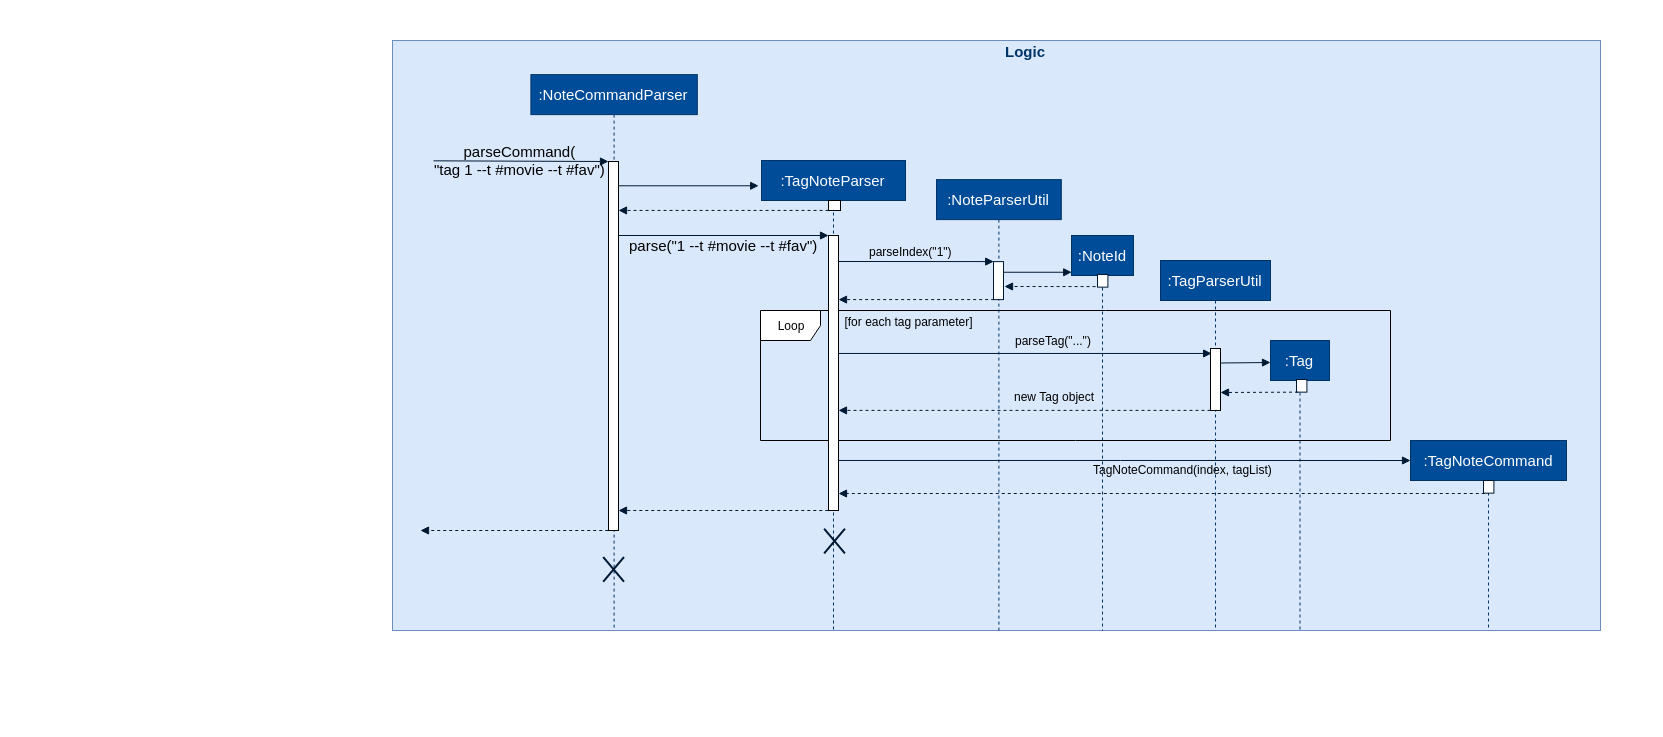 Logic
:NoteCommandParser
parseCommand(
"tag 1 --t #movie --t #fav")
:TagNoteParser
:NoteParserUtil
parse("1 --t #movie --t #fav")
parseIndex("1")
:NoteId
:TagParserUtil
Loop
[for each tag parameter]
parseTag("...")
:Tag
new Tag object
:TagNoteCommand
TagNoteCommand(index, tagList)